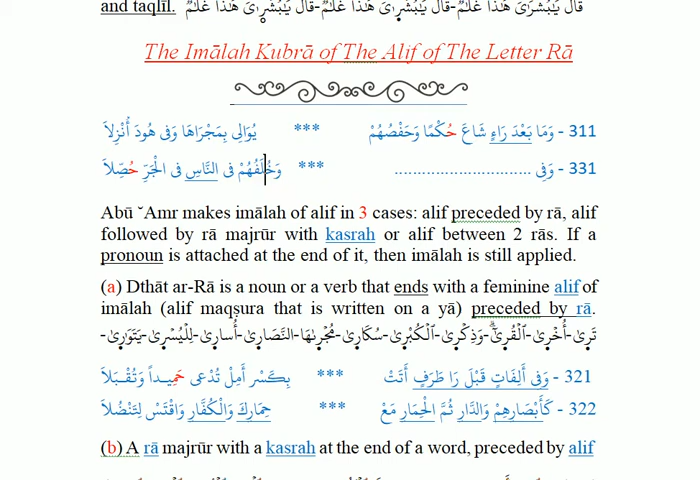 and taqlīl. قَالَ يَٰبُشْرَىٰ هَٰذَا غُلَٰمٌ-قَالَ يَٰبُشْرَىٰ هَٰذَا غُلَٰمٌ-قَالَ يَٰبُشْرَىٰ هَٰذَا غُلَٰمٌ
The Imālah Kubrā of The Alif of The Letter Rā
311 - وَمَا بَعْدَ رَاءٍ شَاعَ حُكْمًا وَحَفْصُهُمْ *** يُوَالِى بِمَجْرَاهَا وَفِى هُودَ أُنْزِلاَ
331 - وَفِى .............................. *** وَخُلْفُهُمْ فِى النَّاسِ فِى الْجَرِّ حُصِّلاَ
Abū ˘Amr makes imālah of alif in 3 cases: alif preceded by rā, alif
followed by rā majrūr with kasrah or alif between 2 rās. If a
pronoun is attached at the end of it, then imālah is still applied.
(a) Dthāt ar-Rā is a noun or a verb that ends with a feminine alif of
imālah (alif maqṣura that is written on a yā) preceded by rā.
تَرَىٰ-أُخْرَىٰ-الْقُرَىٰ-وَذِكْرَىٰ-الْكُبْرَىٰ-سُكَارَىٰ-مُجْرَىٰهَا-النَّصَارَىٰ-أُسَارَىٰ-لِلْيُسْرَىٰ-يَتَوَارَىٰ-
321 - وَفِى أَلِفَاتٍ قَبْلَ رَا طَرَفٍ أَتَتْ *** بِكَسْرٍ أَمِلْ تُدْعَى حَمِيداً وَتُقْبَلاَ
322 - كَأَبْصَارِهِمْ وَالدَّارِ ثُمَّ الْحِمَارِ مَعْ *** حِمَارِكَ وَالْكُفَّارِ وَاقْتَسْ لِتَنْضُلاَ
(b) A rā majrūr with a kasrah at the end of a word, preceded by alif